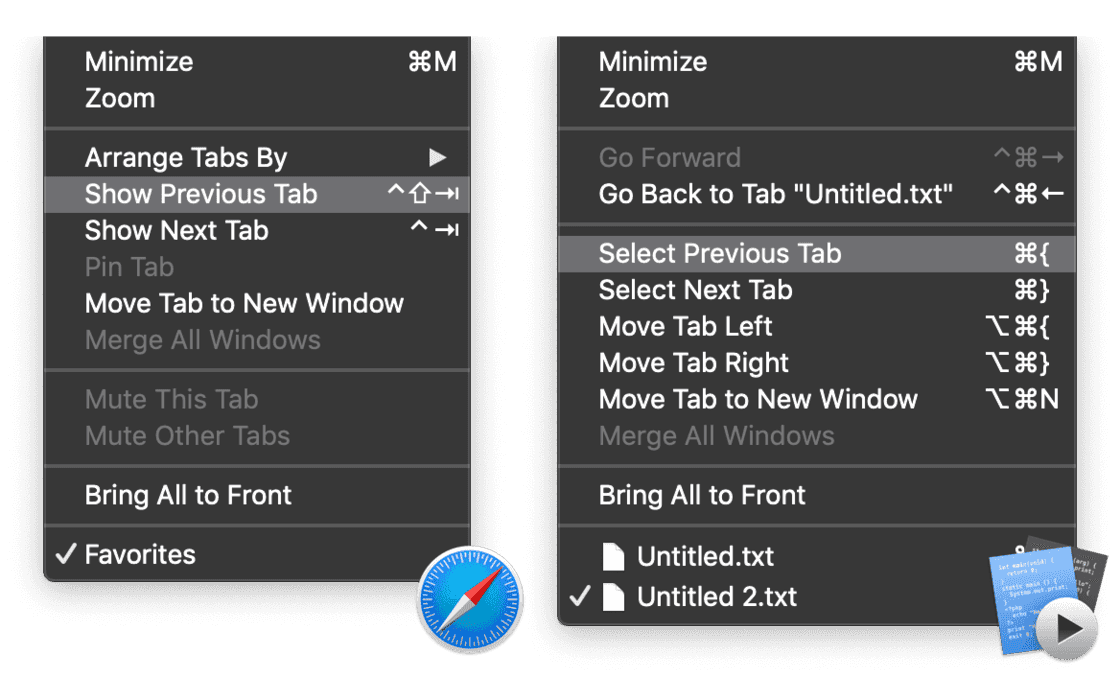 Minimize ⌘M
Zoom
Arrange Tabs By ▶
Show Previous Tab ^⇧⇥
Show Next Tab ^⇥
Pin Tab
Move Tab to New Window
Merge All Windows
Mute This Tab
Mute Other Tabs
Bring All to Front
✓ Favorites
Minimize ⌘M
Zoom
Go Forward ^⌘→
Go Back to Tab "Untitled.txt" ^⌘←
Select Previous Tab ⌘{
Select Next Tab ⌘}
Move Tab Left ⌥⌘{
Move Tab Right ⌥⌘}
Move Tab to New Window ⌥⌘N
Merge All Windows
Bring All to Front
Untitled.txt
✓ Untitled 2.txt